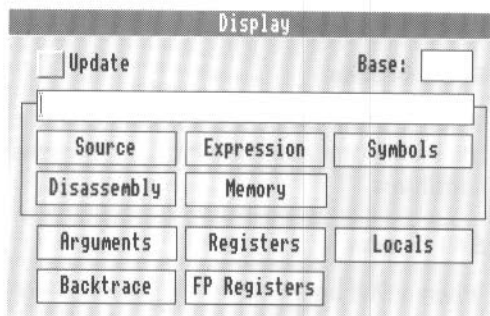 Display
Update Base:
Source Expression Symbols
Disassembly Memory
Arguments Registers Locals
Backtrace FP Registers